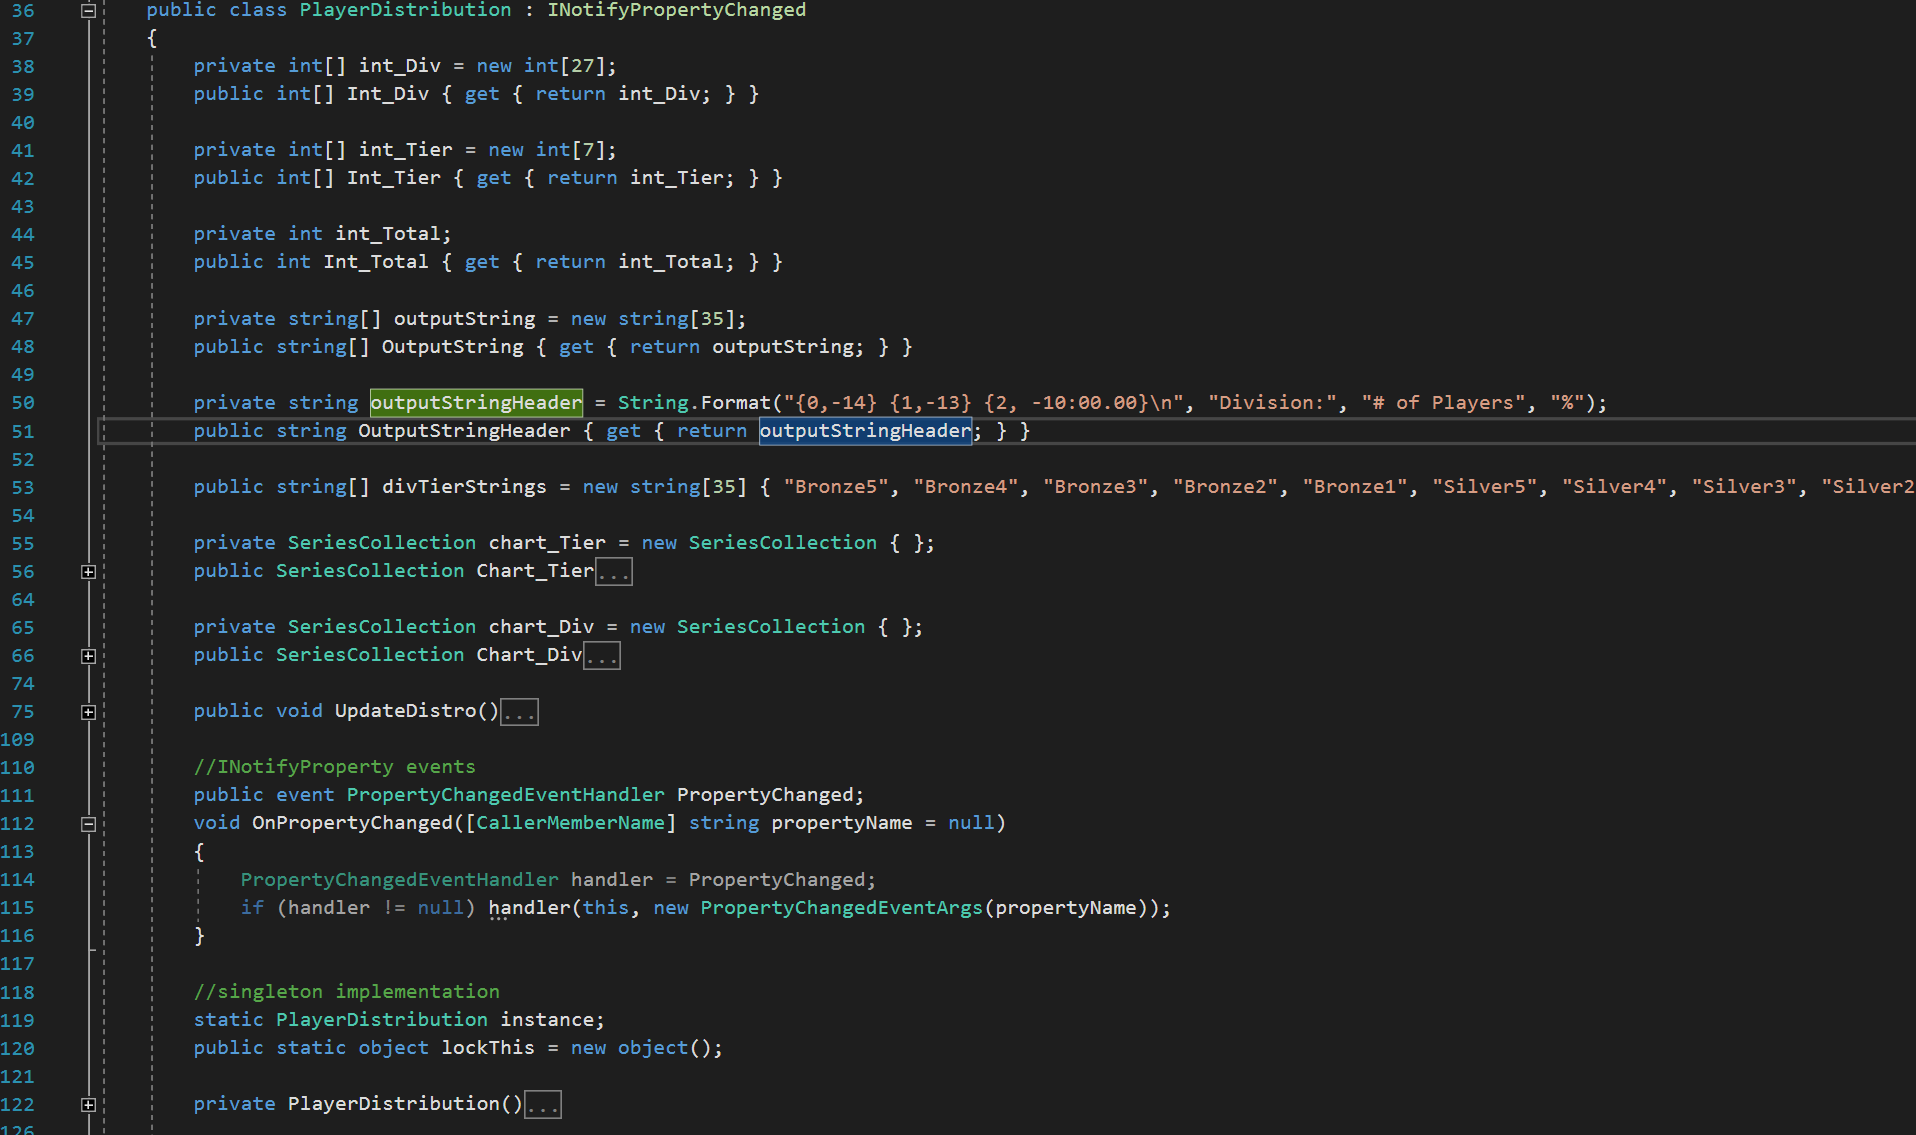 36 public class PlayerDistribution : INotifyPropertyChanged
37 {
38 private int[] int_Div = new int[27];
39 public int[] Int_Div { get { return int_Div; } }
40
41 private int[] int_Tier = new int[7];
42 public int[] Int_Tier { get { return int_Tier; } }
43
44 private int int_Total;
45 public int Int_Total { get { return int_Total; } }
46
47 private string[] outputString = new string[35];
48 public string[] OutputString { get { return outputString; } }
49
50 private string outputStringHeader = String.Format("{0,-14} {1,-13} {2, -10:00.00}\n", "Division:", "# of Players", "%");
51 public string OutputStringHeader { get { return outputStringHeader; } }
52
53 public string[] divTierStrings = new string[35] { "Bronze5", "Bronze4", "Bronze3", "Bronze2", "Bronze1", "Silver5", "Silver4", "Silver3", "Silver2
54
55 private SeriesCollection chart_Tier = new SeriesCollection { };
56 public SeriesCollection Chart_Tier...
64
65 private SeriesCollection chart_Div = new SeriesCollection { };
66 public SeriesCollection Chart_Div...
74
75 public void UpdateDistro()...
109
110 //INotifyProperty events
111 public event PropertyChangedEventHandler PropertyChanged;
112 void OnPropertyChanged([CallerMemberName] string propertyName = null)
113 {
114 PropertyChangedEventHandler handler = PropertyChanged;
115 if (handler != null) handler(this, new PropertyChangedEventArgs(propertyName));
116 }
117
118 //singleton implementation
119 static PlayerDistribution instance;
120 public static object lockThis = new object();
121
122 private PlayerDistribution()...
126